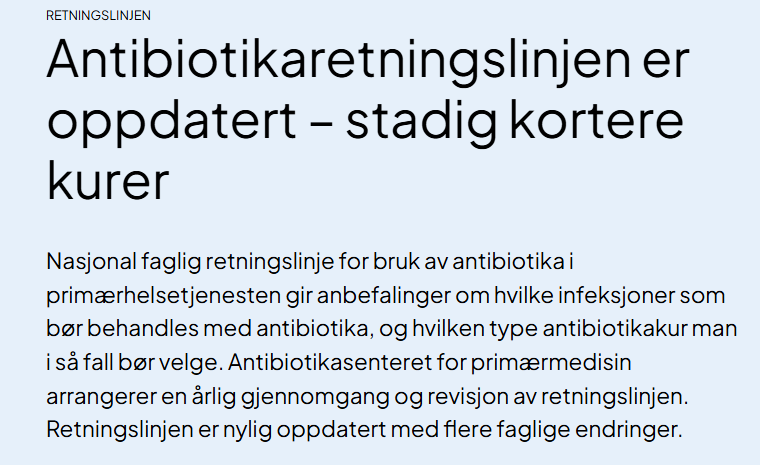 RETNINGSLINJEN
Antibiotikaretningslinjen er
oppdatert – stadig kortere
kurer
Nasjonal faglig retningslinje for bruk av antibiotika i
primærhelsetjenesten gir anbefalinger om hvilke infeksjoner som
bør behandles med antibiotika, og hvilken type antibiotikakur man
i så fall bør velge. Antibiotikasenteret for primærmedisin
arrangerer en årlig gjennomgang og revisjon av retningslinjen.
Retningslinjen er nylig oppdatert med flere faglige endringer.